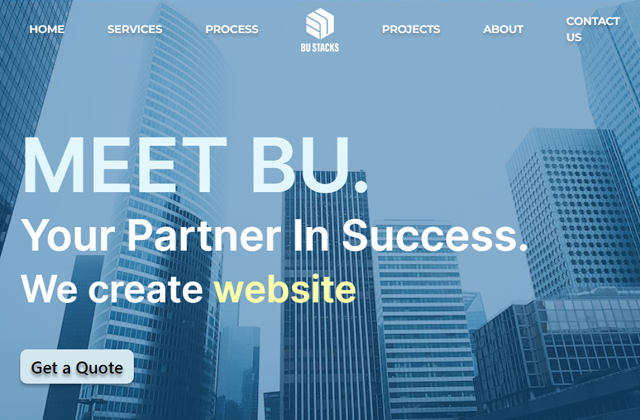 HOME
SERVICES
PROCESS
BU STACKS
PROJECTS
ABOUT
CONTACT
US
MEET BU.
Your Partner In Success.
We create website
Get a Quote